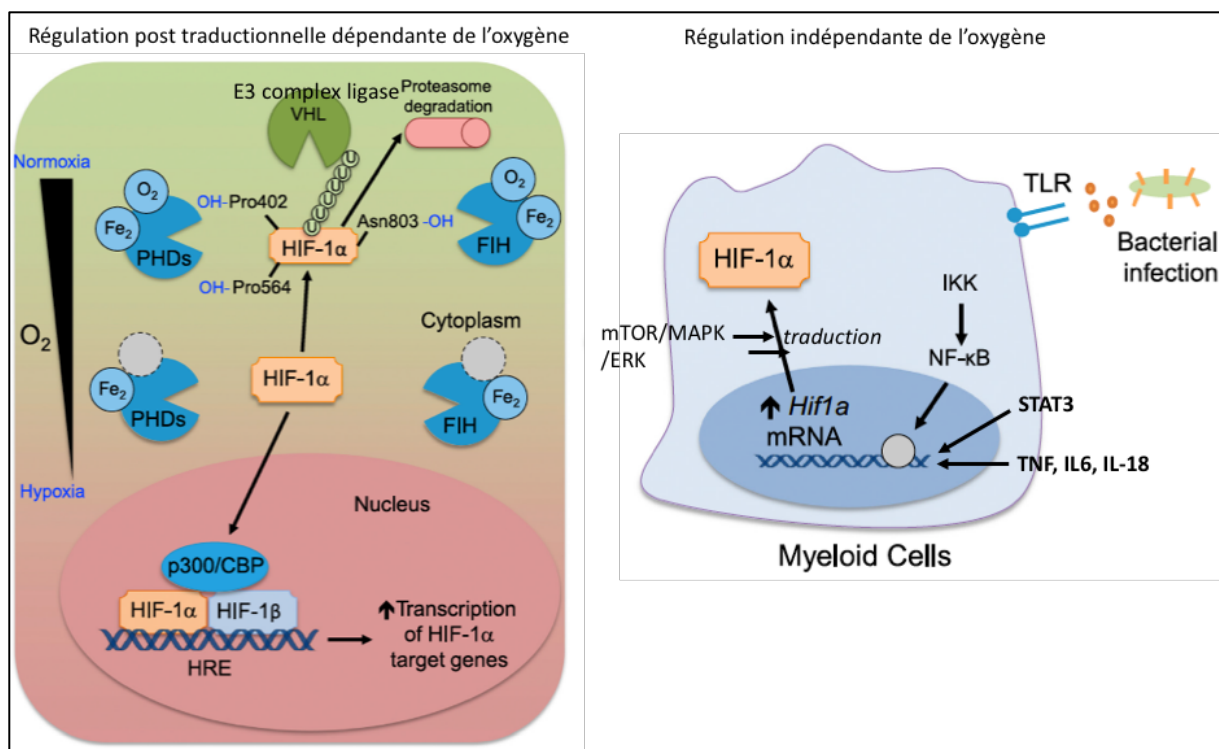 Régulation post traductionnelle dépendante de l'oxygène
E3 complex ligase
VHL
Proteasome
degradation
Normoxia
O2
Fe2
PHDs
OH-Pro402
Asn803-OH
HIF-1α
OH-Pro564
U
U
U
U
U
U
U
O2
Fe2
FIH
O2
Fe2
PHDs
HIF-1α
Cytoplasm
Fe2
FIH
Hypoxia
Nucleus
p300/CBP
HIF-1α
HIF-1β
HRE
Transcription
of HIF-1α
target genes
Régulation indépendante de l'oxygène
TLR
Bacterial
infection
HIF-1α
IKK
NF-κB
mTOR/MAPK
/ERK
traduction
Hif1a
mRNA
STAT3
TNF, IL6, IL-18
Myeloid Cells